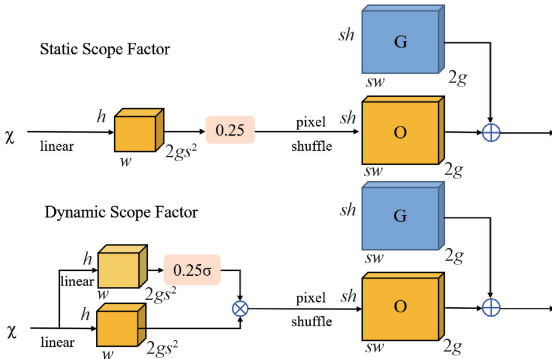 Static Scope Factor
sh
G
sw
2g
χ
linear
h
w
2gs²
0.25
pixel
shuffle
sh
O
sw
2g
Dynamic Scope Factor
sh
G
sw
2g
h
linear
w
2gs²
0.25σ
χ
linear
h
w
2gs²
pixel
shuffle
sh
O
sw
2g